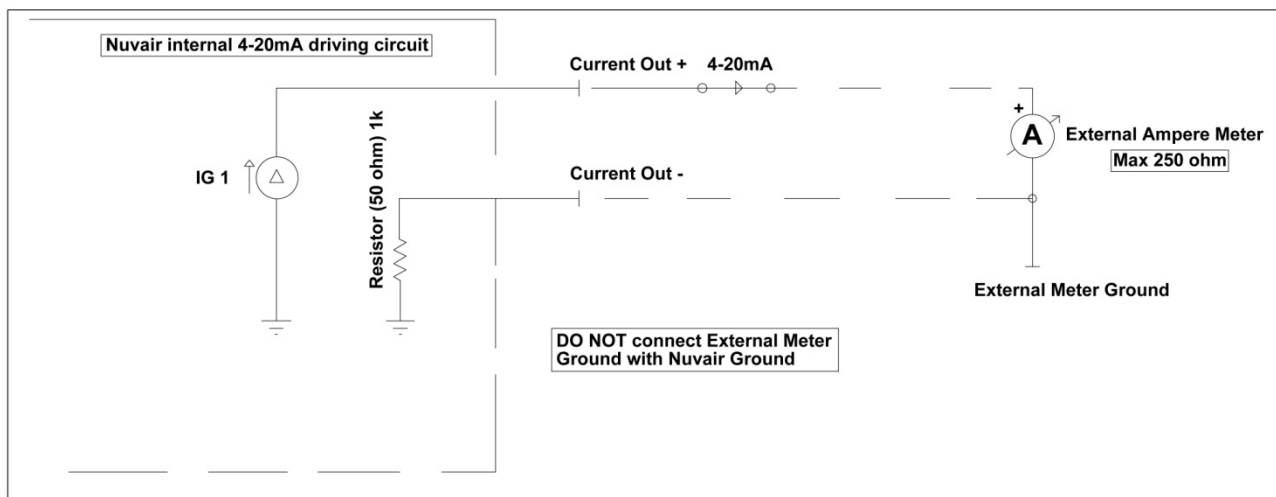 Nuvair internal 4-20mA driving circuit
Current Out + 4-20mA
+
A
External Ampere Meter
Max 250 ohm
IG 1
Resistor (50 ohm) 1k
Current Out -
External Meter Ground
DO NOT connect External Meter
Ground with Nuvair Ground